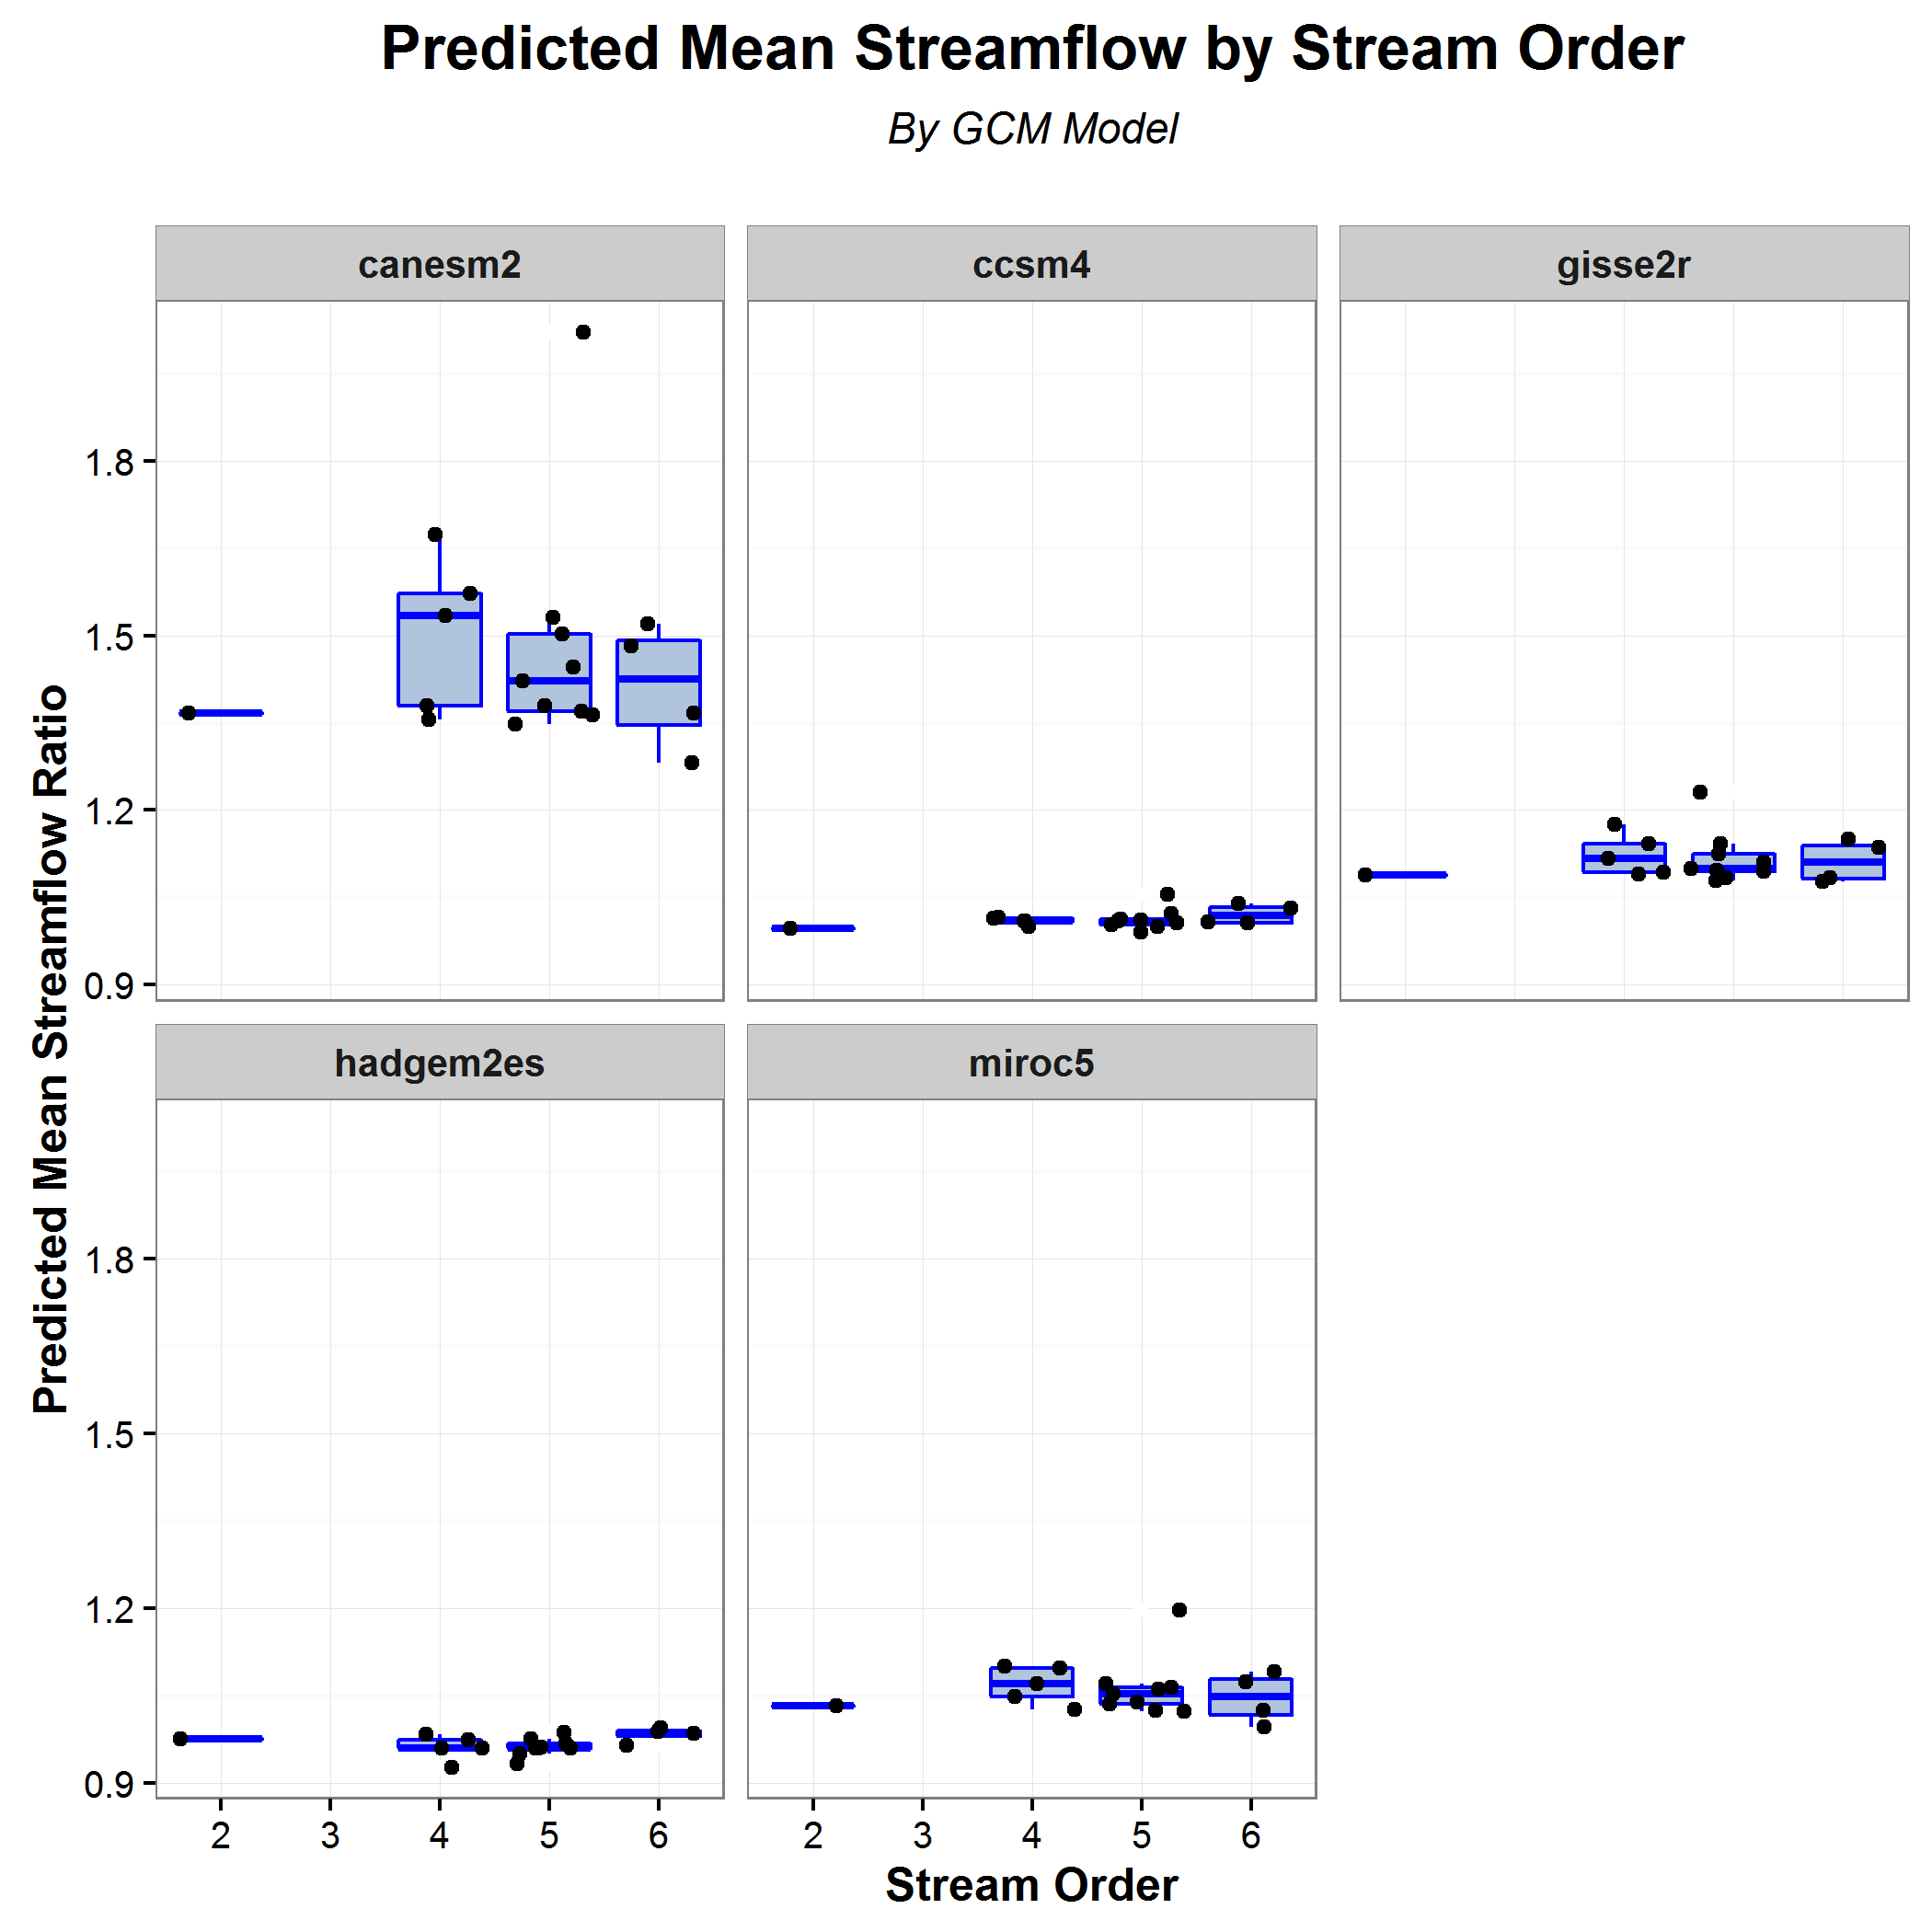 Predicted Mean Streamflow by Stream Order
By GCM Model
canesm2
ccsm4
gisse2r
1.8
1.5
1.2
0.9
Predicted Mean Streamflow Ratio
hadgem2es
miroc5
1.8
1.5
1.2
0.9
2 3 4 5 6
2 3 4 5 6
Stream Order